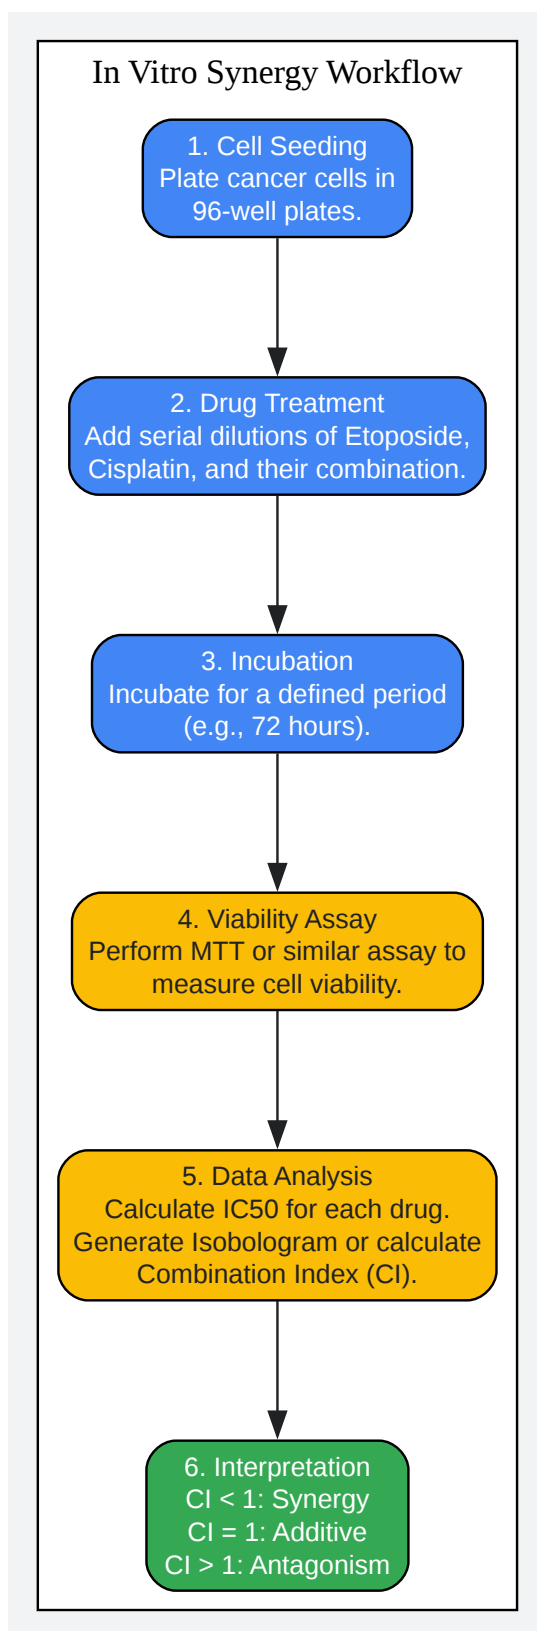 In Vitro Synergy Workflow
1. Cell Seeding
Plate cancer cells in
96-well plates.
2. Drug Treatment
Add serial dilutions of Etoposide,
Cisplatin, and their combination.
3. Incubation
Incubate for a defined period
(e.g., 72 hours).
4. Viability Assay
Perform MTT or similar assay to
measure cell viability.
5. Data Analysis
Calculate IC50 for each drug.
Generate Isobologram or calculate
Combination Index (CI).
6. Interpretation
CI < 1: Synergy
CI = 1: Additive
CI > 1: Antagonism